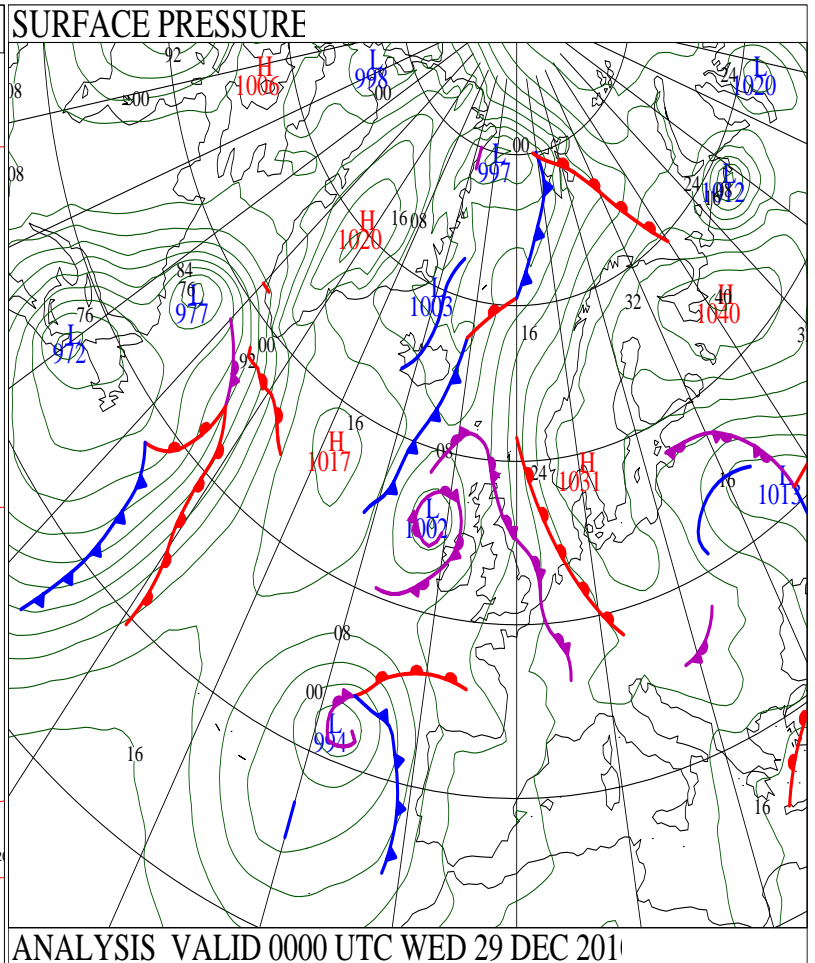 SURFACE PRESSURE
92
H
1006
L
998
L
1020
00
00
08
00
L
997
24
L
1012
08
H
1020
16
08
84
76
L
977
L
1003
32
H
1040
76
L
972
16
00
92
16
H
1017
08
24
H
1031
16
L
1013
L
1002
08
00
L
994
16
16
ANALYSIS VALID 0000 UTC WED 29 DEC 201